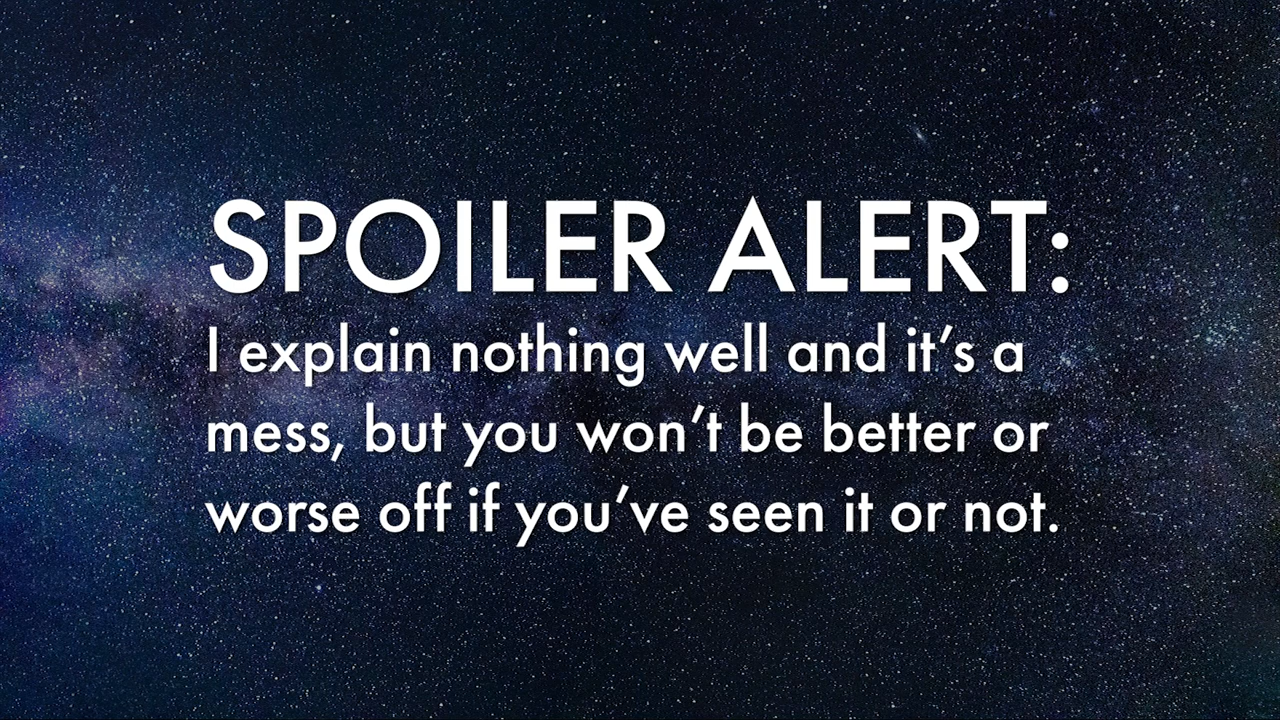 SPOILER ALERT:
I explain nothing well and it’s a
mess, but you won’t be better or
worse off if you’ve seen it or not.